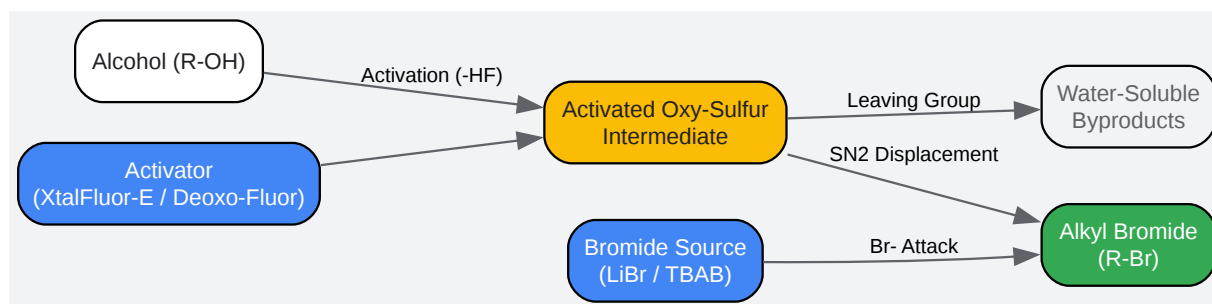 Alcohol (R-OH)
Activation (-HF)
Activator
(XtalFluor-E / Deoxo-Fluor)
Activated Oxy-Sulfur
Intermediate
Leaving Group
Water-Soluble
Byproducts
SN2 Displacement
Bromide Source
(LiBr / TBAB)
Br- Attack
Alkyl Bromide
(R-Br)